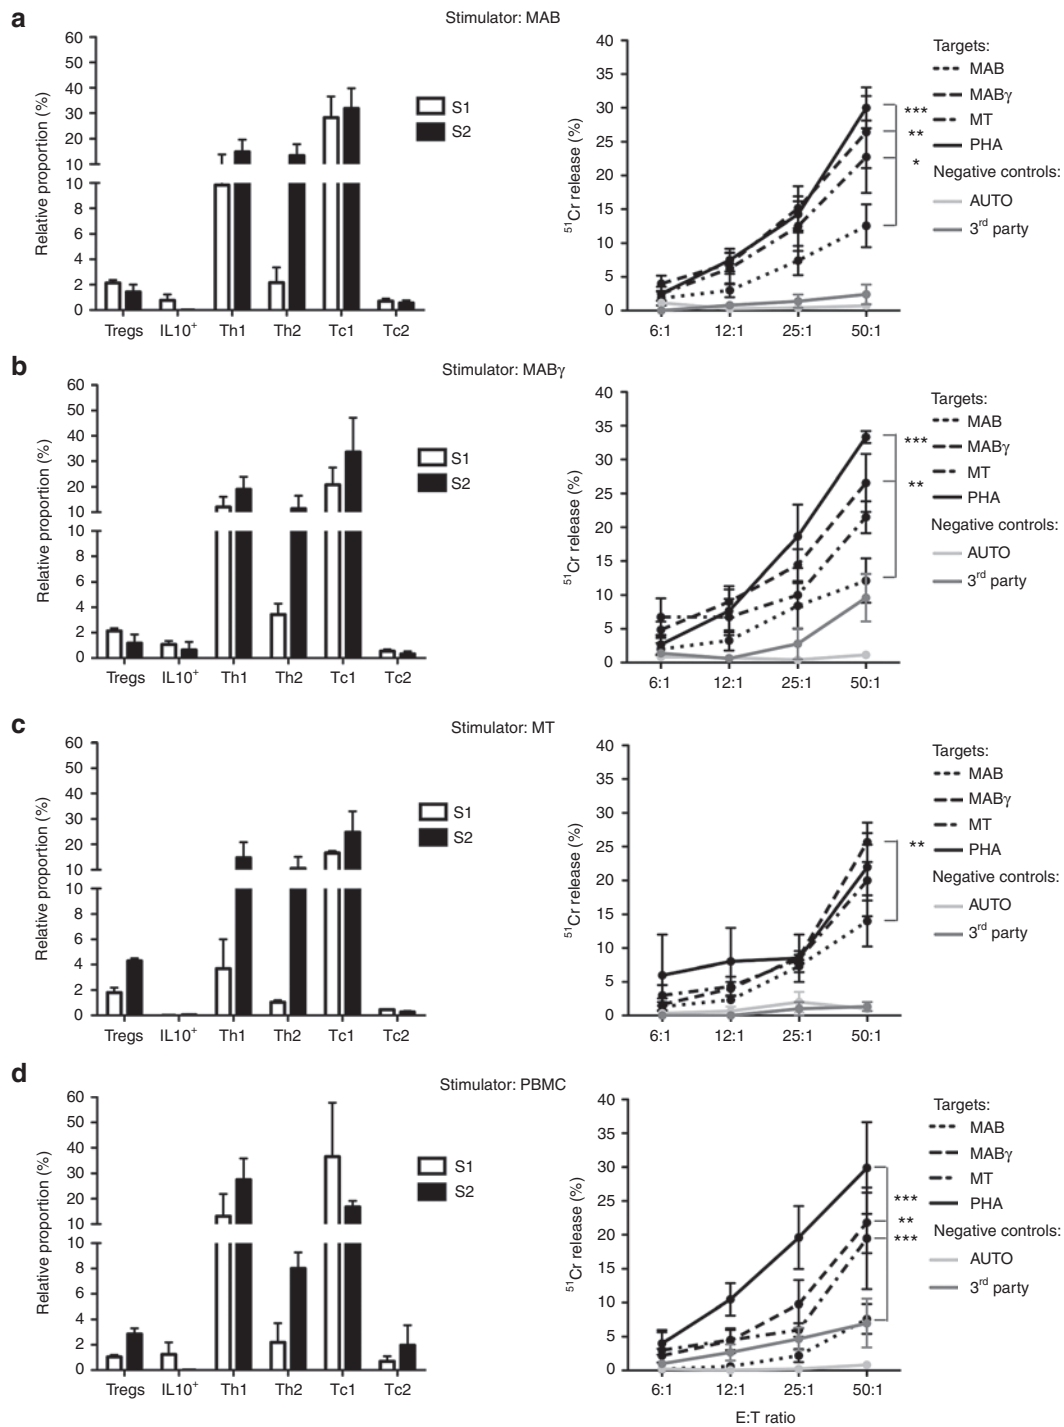 a
Stimulator: MAB
Relative proportion (%)
60
50
40
30
20
10
10
8
6
4
2
0
Tregs IL10+ Th1 Th2 Tc1 Tc2
S1
S2
51Cr release (%)
40
35
30
25
20
15
10
5
0
6:1 12:1 25:1 50:1
***
**
*
Targets:
MAB
MABγ
MT
PHA
Negative controls:
AUTO
3rd party
b
Stimulator: MABγ
Relative proportion (%)
60
50
40
30
20
10
10
8
6
4
2
0
Tregs IL10+ Th1 Th2 Tc1 Tc2
S1
S2
51Cr release (%)
40
35
30
25
20
15
10
5
0
6:1 12:1 25:1 50:1
***
**
Targets:
MAB
MABγ
MT
PHA
Negative controls:
AUTO
3rd party
c
Stimulator: MT
Relative proportion (%)
60
50
40
30
20
10
10
8
6
4
2
0
Tregs IL10+ Th1 Th2 Tc1 Tc2
S1
S2
51Cr release (%)
40
35
30
25
20
15
10
5
0
6:1 12:1 25:1 50:1
**
Targets:
MAB
MABγ
MT
PHA
Negative controls:
AUTO
3rd party
d
Stimulator: PBMC
Relative proportion (%)
60
50
40
30
20
10
10
8
6
4
2
0
Tregs IL10+ Th1 Th2 Tc1 Tc2
S1
S2
51Cr release (%)
40
35
30
25
20
15
10
5
0
6:1 12:1 25:1 50:1
E:T ratio
***
**
***
Targets:
MAB
MABγ
MT
PHA
Negative controls:
AUTO
3rd party